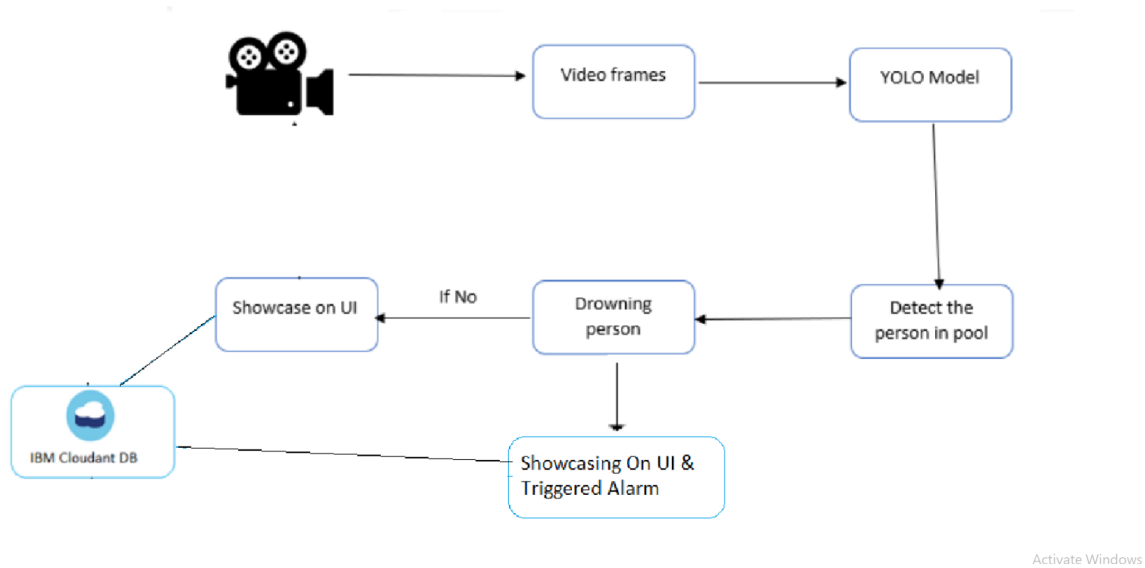 Video frames
YOLO Model
Showcase on UI
If No
Drowning
person
Detect the
person in pool
IBM Cloudant DB
Showcasing On UI &
Triggered Alarm
Activate Windows